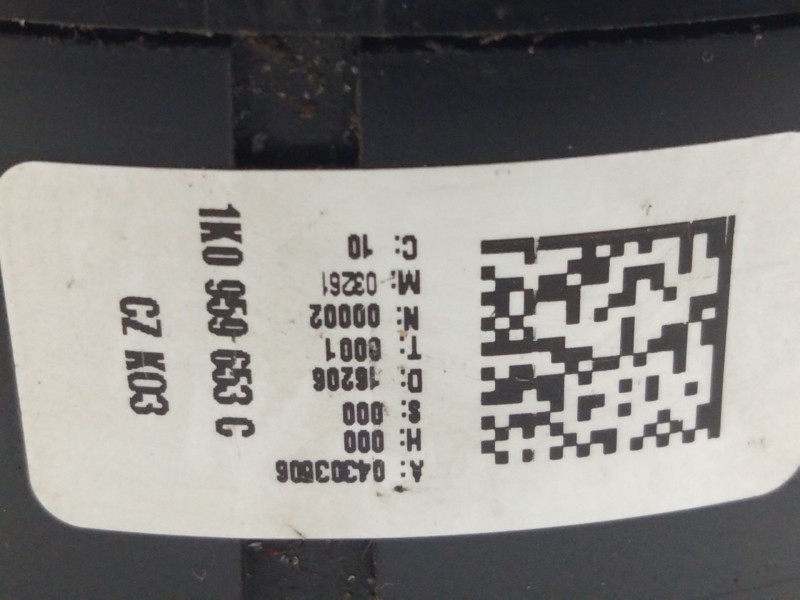 A: 04303606
H: 000
S: 000
D: 16206
T: 0001
N: 00002
M: 03261
C: 10
1K0 959 653 C
CZ K03